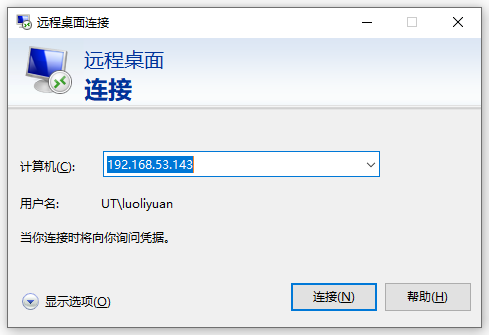 远程桌面连接
远程桌面
连接
计算机(C): 192.168.53.143
用户名: UT\luoliyuan
当你连接时将向你询问凭据。
显示选项(O) 连接(N) 帮助(H)